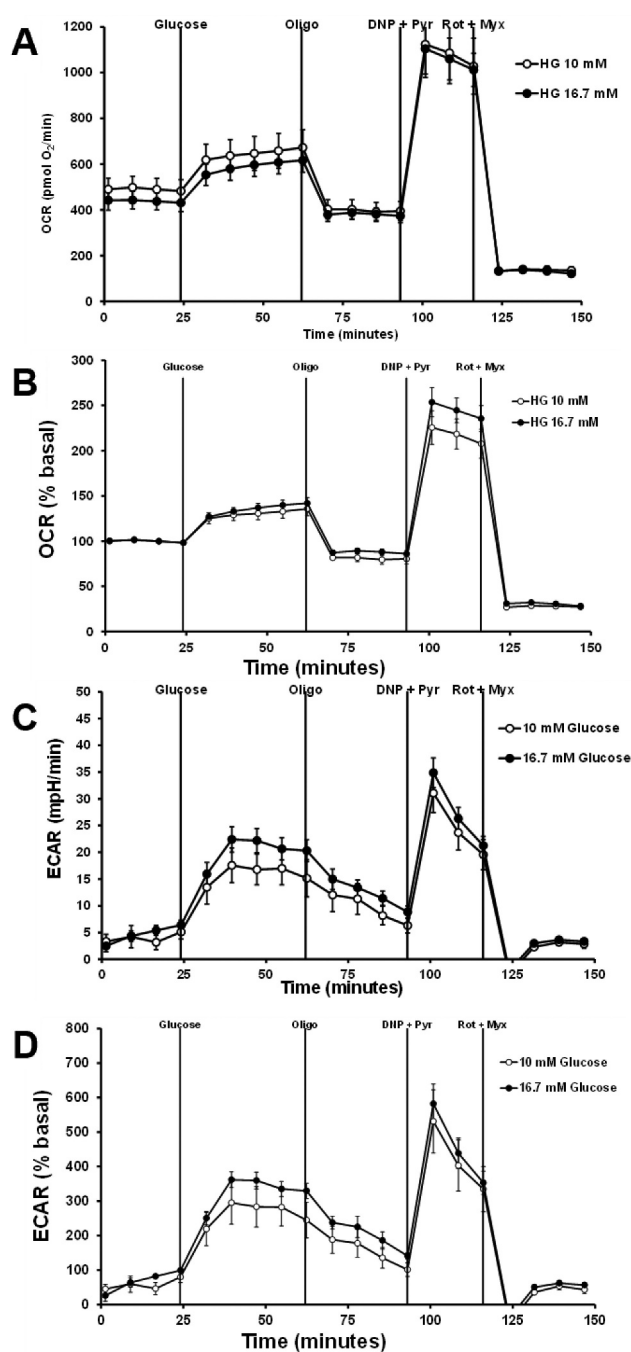 A
Glucose Oligo DNP + Pyr Rot + Myx
1200
1000
800
600
400
200
0
OCR (pmol O2/min)
HG 10 mM
HG 16.7 mM
0 25 50 75 100 125 150
Time (minutes)
B
Glucose Oligo DNP + Pyr Rot + Myx
300
250
200
150
100
50
0
OCR (% basal)
HG 10 mM
HG 16.7 mM
0 25 50 75 100 125 150
Time (minutes)
C
Glucose Oligo DNP + Pyr Rot + Myx
50
45
40
35
30
25
20
15
10
5
0
ECAR (mpH/min)
10 mM Glucose
16.7 mM Glucose
0 25 50 75 100 125 150
Time (minutes)
D
Glucose Oligo DNP + Pyr Rot + Myx
800
700
600
500
400
300
200
100
0
ECAR (% basal)
10 mM Glucose
16.7 mM Glucose
0 25 50 75 100 125 150
Time (minutes)